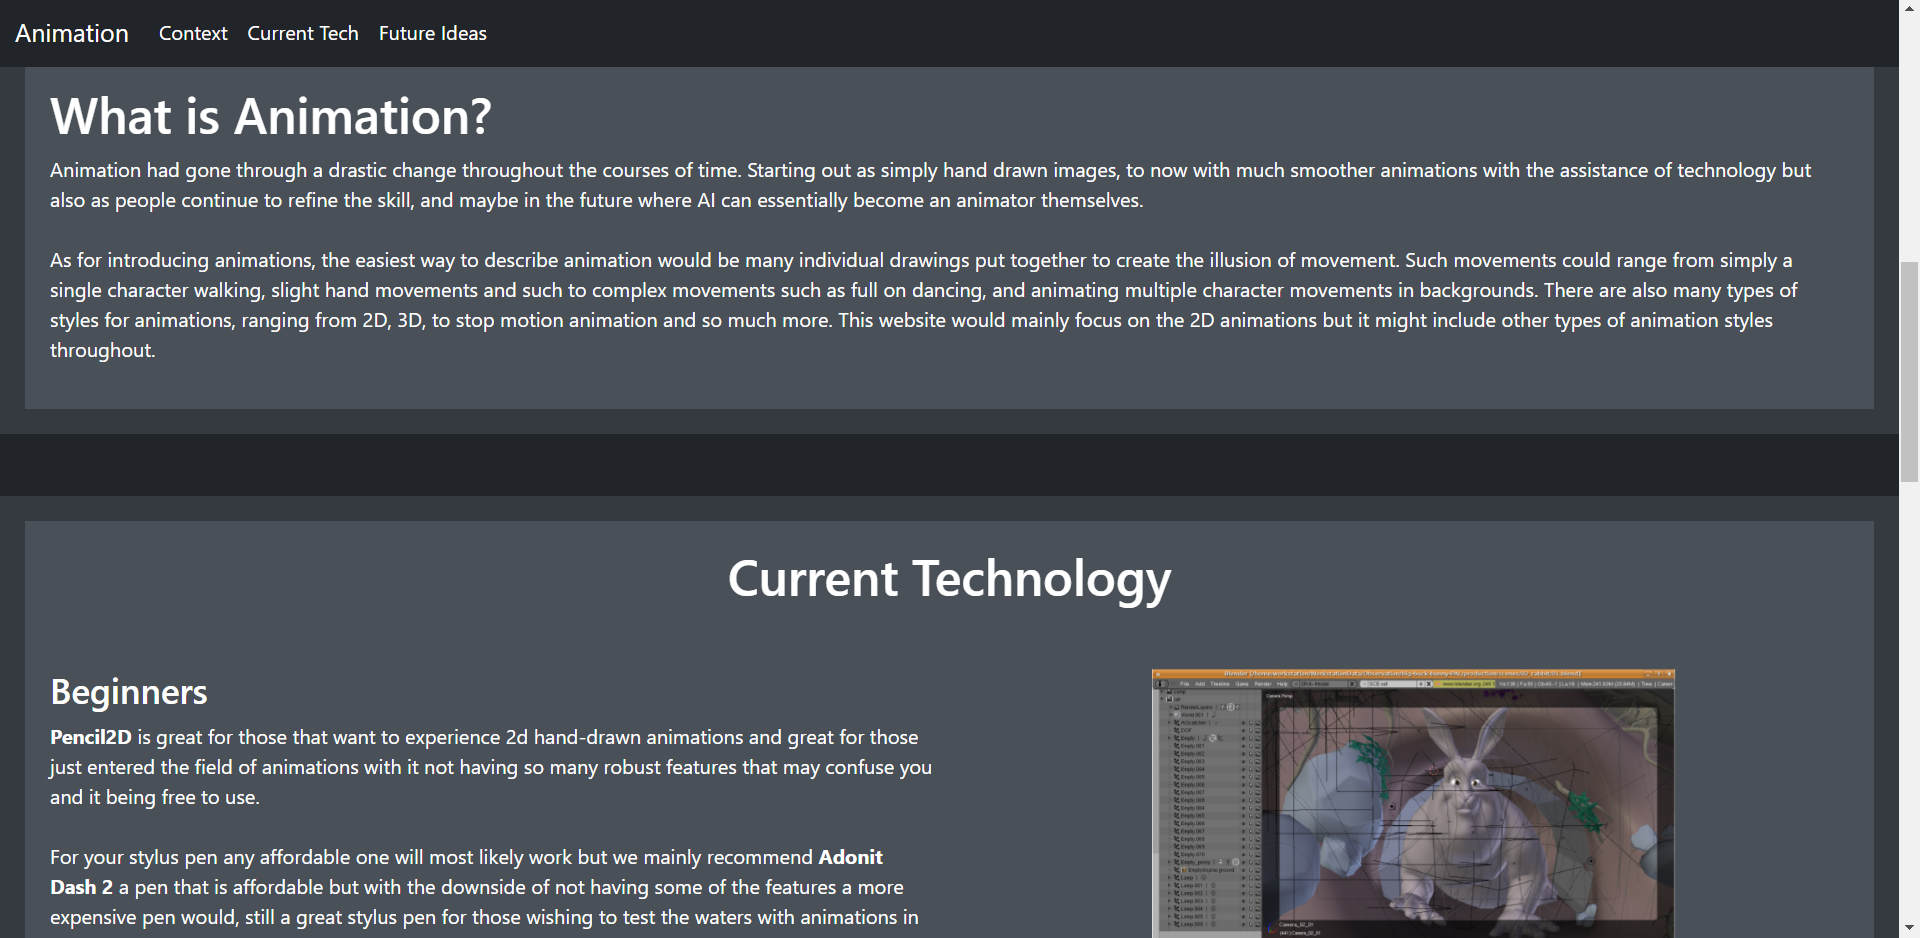 Animation Context Current Tech Future Ideas
What is Animation?
Animation had gone through a drastic change throughout the courses of time. Starting out as simply hand drawn images, to now with much smoother animations with the assistance of technology but
also as people continue to refine the skill, and maybe in the future where AI can essentially become an animator themselves.
As for introducing animations, the easiest way to describe animation would be many individual drawings put together to create the illusion of movement. Such movements could range from simply a
single character walking, slight hand movements and such to complex movements such as full on dancing, and animating multiple character movements in backgrounds. There are also many types of
styles for animations, ranging from 2D, 3D, to stop motion animation and so much more. This website would mainly focus on the 2D animations but it might include other types of animation styles
throughout.
Current Technology
Beginners
Pencil2D is great for those that want to experience 2d hand-drawn animations and great for those
just entered the field of animations with it not having so many robust features that may confuse you
and it being free to use.
For your stylus pen any affordable one will most likely work but we mainly recommend Adonit
Dash 2 a pen that is affordable but with the downside of not having some of the features a more
expensive pen would, still a great stylus pen for those wishing to test the waters with animations in
File Add Timeline Game Render Help
Camera Persp